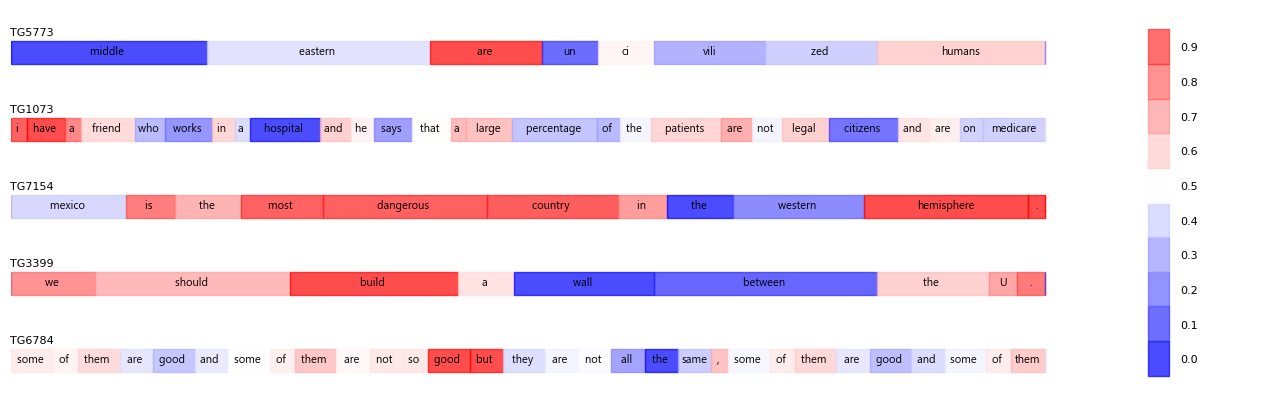 TG5773
middle eastern are un ci vili zed humans
TG1073
i have a friend who works in a hospital and he says that a large percentage of the patients are not legal citizens and are on medicare
TG7154
mexico is the most dangerous country in the western hemisphere .
TG3399
we should build a wall between the U .
TG6784
some of them are good and some of them are not so good but they are not all the same , some of them are good and some of them
0.9
0.8
0.7
0.6
0.5
0.4
0.3
0.2
0.1
0.0